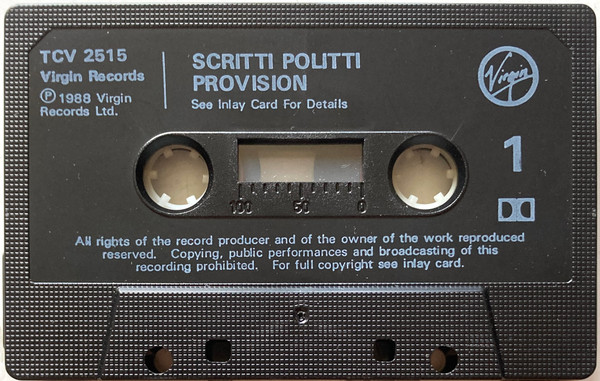 TCV 2515
Virgin Records
Ⓟ 1988 Virgin
Records Ltd.
SCRITTI POLITTI
PROVISION
See Inlay Card For Details
Virgin
1
100 50 0
All rights of the record producer and of the owner of the work reproduced
reserved. Copying, public performances and broadcasting of this
recording prohibited. For full copyright see inlay card.